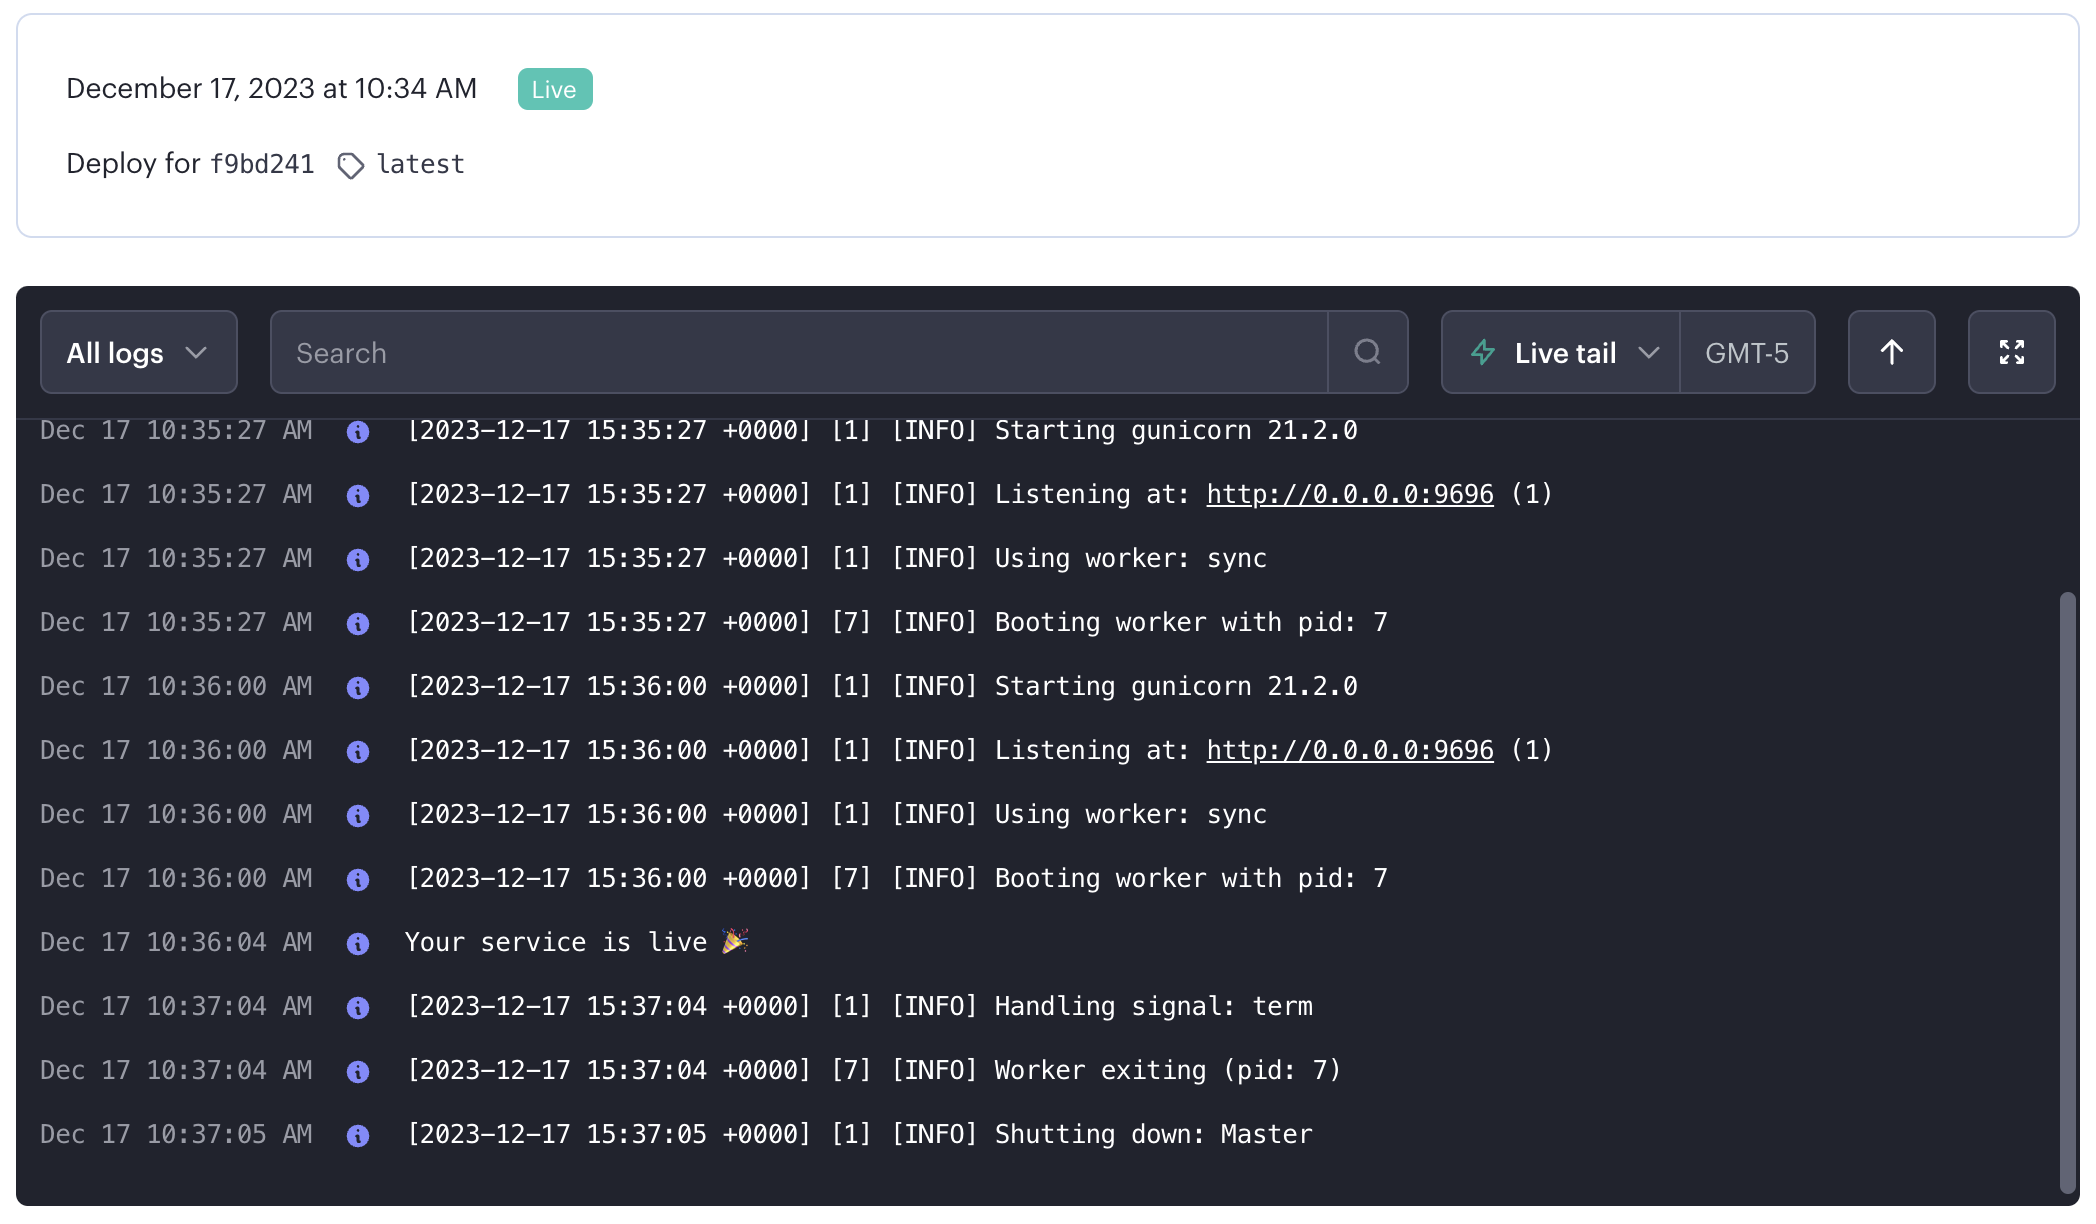 December 17, 2023 at 10:34 AM Live
Deploy for f9bd241 latest
All logs Search Live tail GMT-5
Dec 17 10:35:27 AM [2023-12-17 15:35:27 +0000] [1] [INFO] Starting gunicorn 21.2.0
Dec 17 10:35:27 AM [2023-12-17 15:35:27 +0000] [1] [INFO] Listening at: http://0.0.0.0:9696 (1)
Dec 17 10:35:27 AM [2023-12-17 15:35:27 +0000] [1] [INFO] Using worker: sync
Dec 17 10:35:27 AM [2023-12-17 15:35:27 +0000] [7] [INFO] Booting worker with pid: 7
Dec 17 10:36:00 AM [2023-12-17 15:36:00 +0000] [1] [INFO] Starting gunicorn 21.2.0
Dec 17 10:36:00 AM [2023-12-17 15:36:00 +0000] [1] [INFO] Listening at: http://0.0.0.0:9696 (1)
Dec 17 10:36:00 AM [2023-12-17 15:36:00 +0000] [1] [INFO] Using worker: sync
Dec 17 10:36:00 AM [2023-12-17 15:36:00 +0000] [7] [INFO] Booting worker with pid: 7
Dec 17 10:36:04 AM Your service is live 🎉
Dec 17 10:37:04 AM [2023-12-17 15:37:04 +0000] [1] [INFO] Handling signal: term
Dec 17 10:37:04 AM [2023-12-17 15:37:04 +0000] [7] [INFO] Worker exiting (pid: 7)
Dec 17 10:37:05 AM [2023-12-17 15:37:05 +0000] [1] [INFO] Shutting down: Master